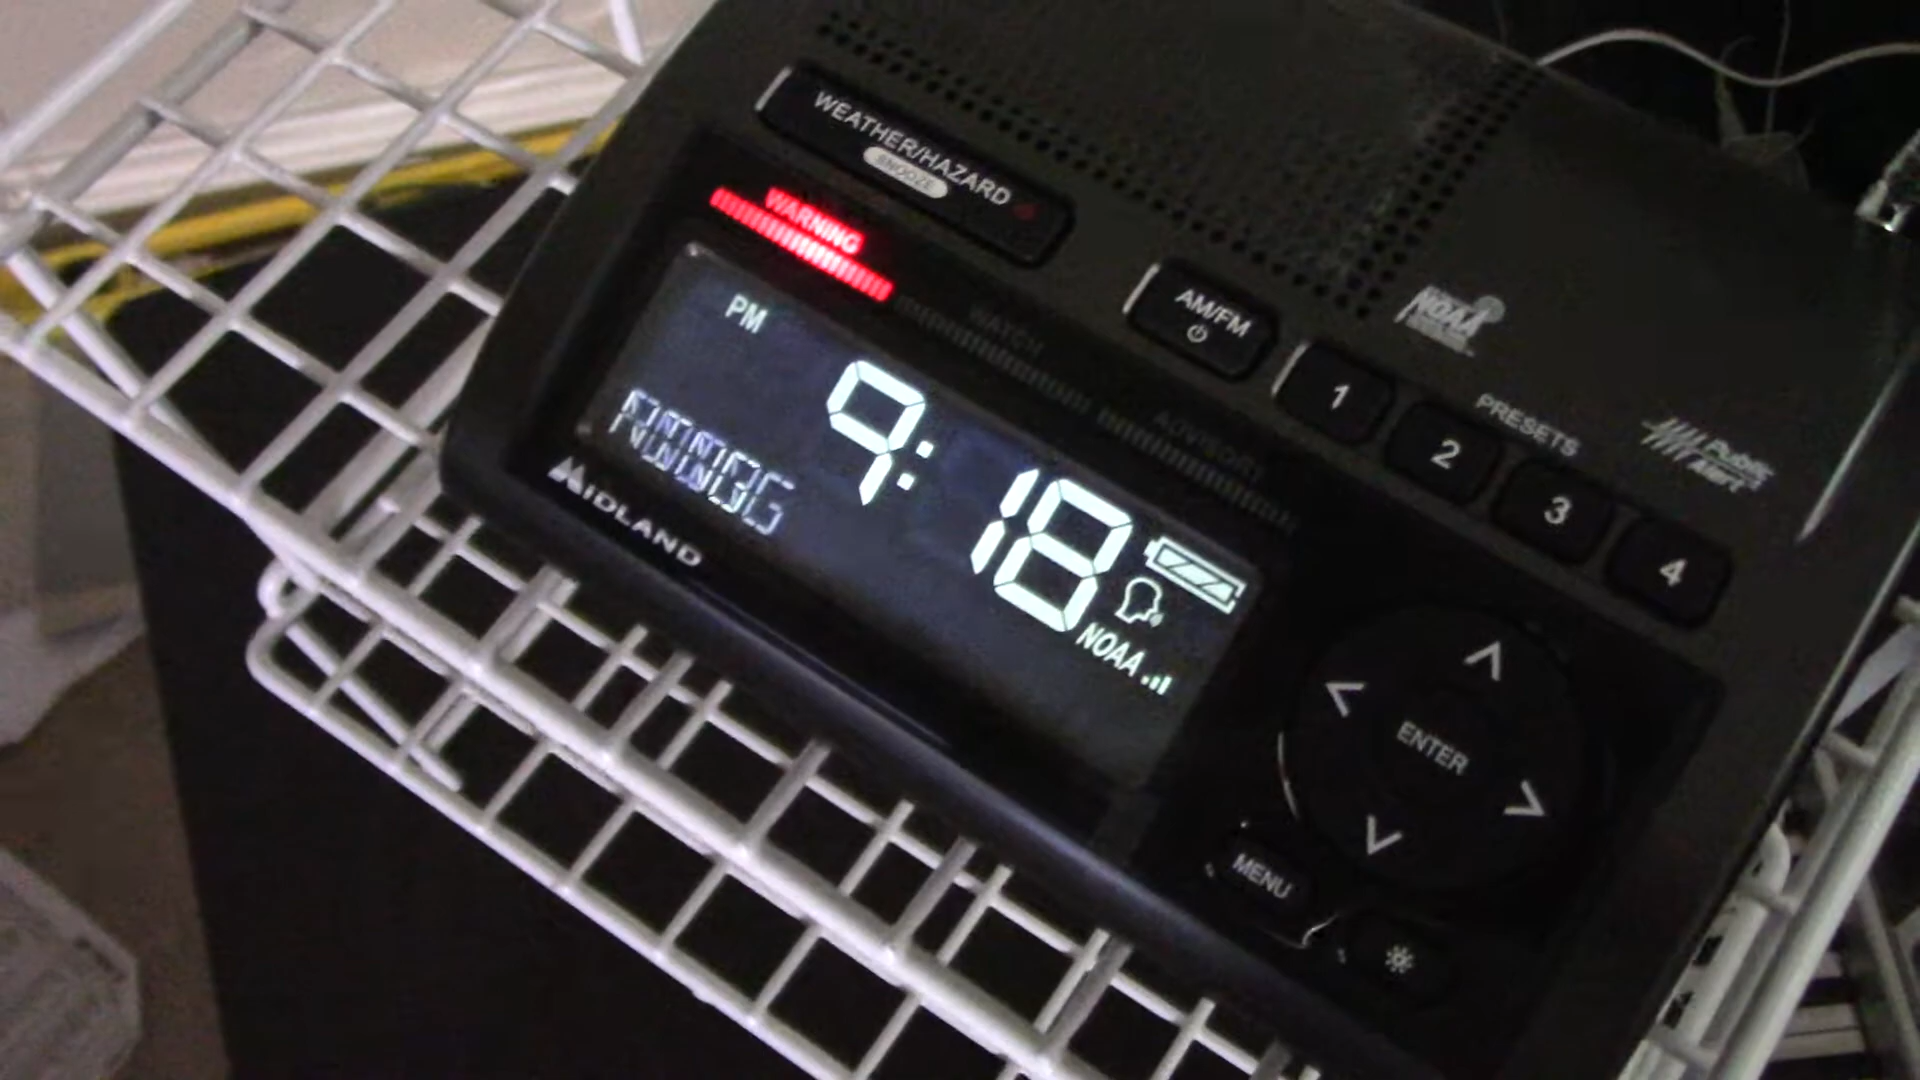 WEATHER/HAZARD
SNOOZE
WARNING
WATCH
ADVISORY
AM/FM
NOAA
PRESETS
1
2
3
4
Public
Alert
PM
9:18
NOAA
MIDLAND
ENTER
MENU